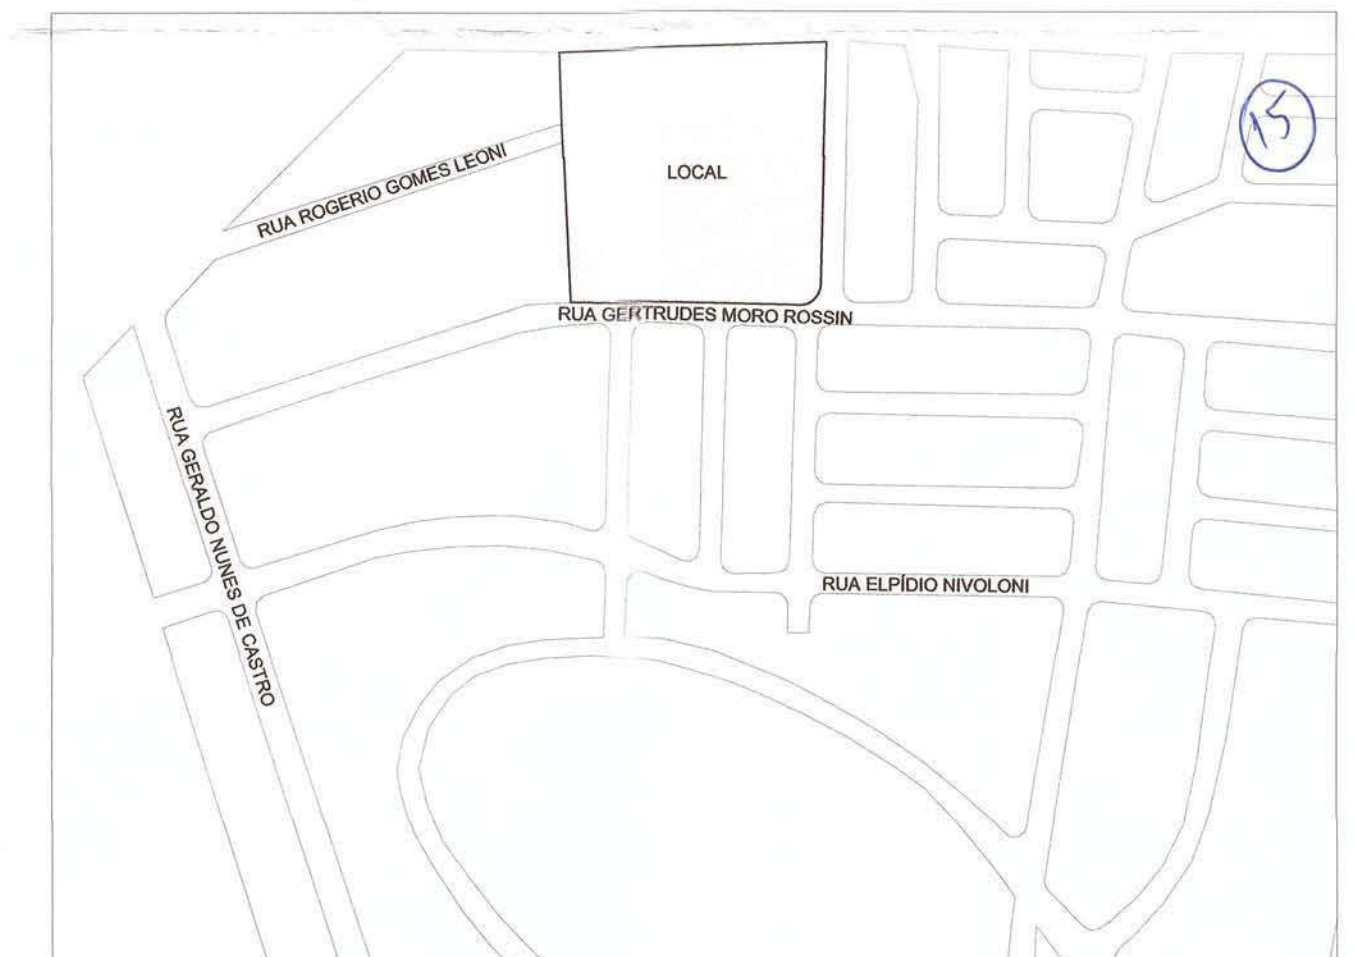 15
LOCAL
RUA ROGERIO GOMES LEONI
RUA GERTRUDES MORO ROSSIN
RUA GERALDO NUNES DE CASTRO
RUA ELPÍDIO NIVOLONI